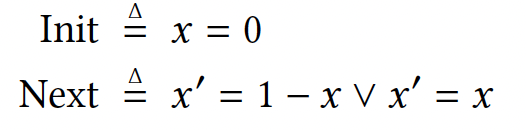 Init ≜ x = 0
Next ≜ x′ = 1 − x ∨ x′ = x